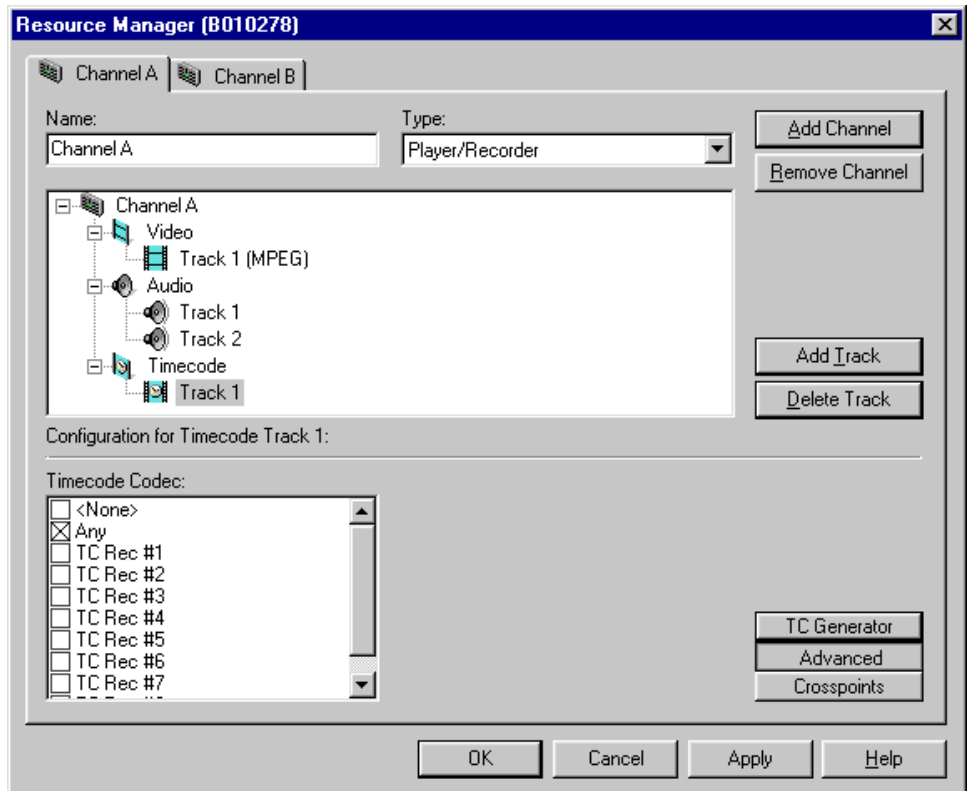 Resource Manager (B010278)
Channel A
Channel B
Name:
Type:
Channel A
Player/Recorder
Add Channel
Remove Channel
Channel A
Video
Track 1 (MPEG)
Audio
Track 1
Track 2
Timecode
Track 1
Add Track
Delete Track
Configuration for Timecode Track 1:
Timecode Codec:
<None>
Any
TC Rec #1
TC Rec #2
TC Rec #3
TC Rec #4
TC Rec #5
TC Rec #6
TC Rec #7
TC Generator
Advanced
Crosspoints
OK
Cancel
Apply
Help